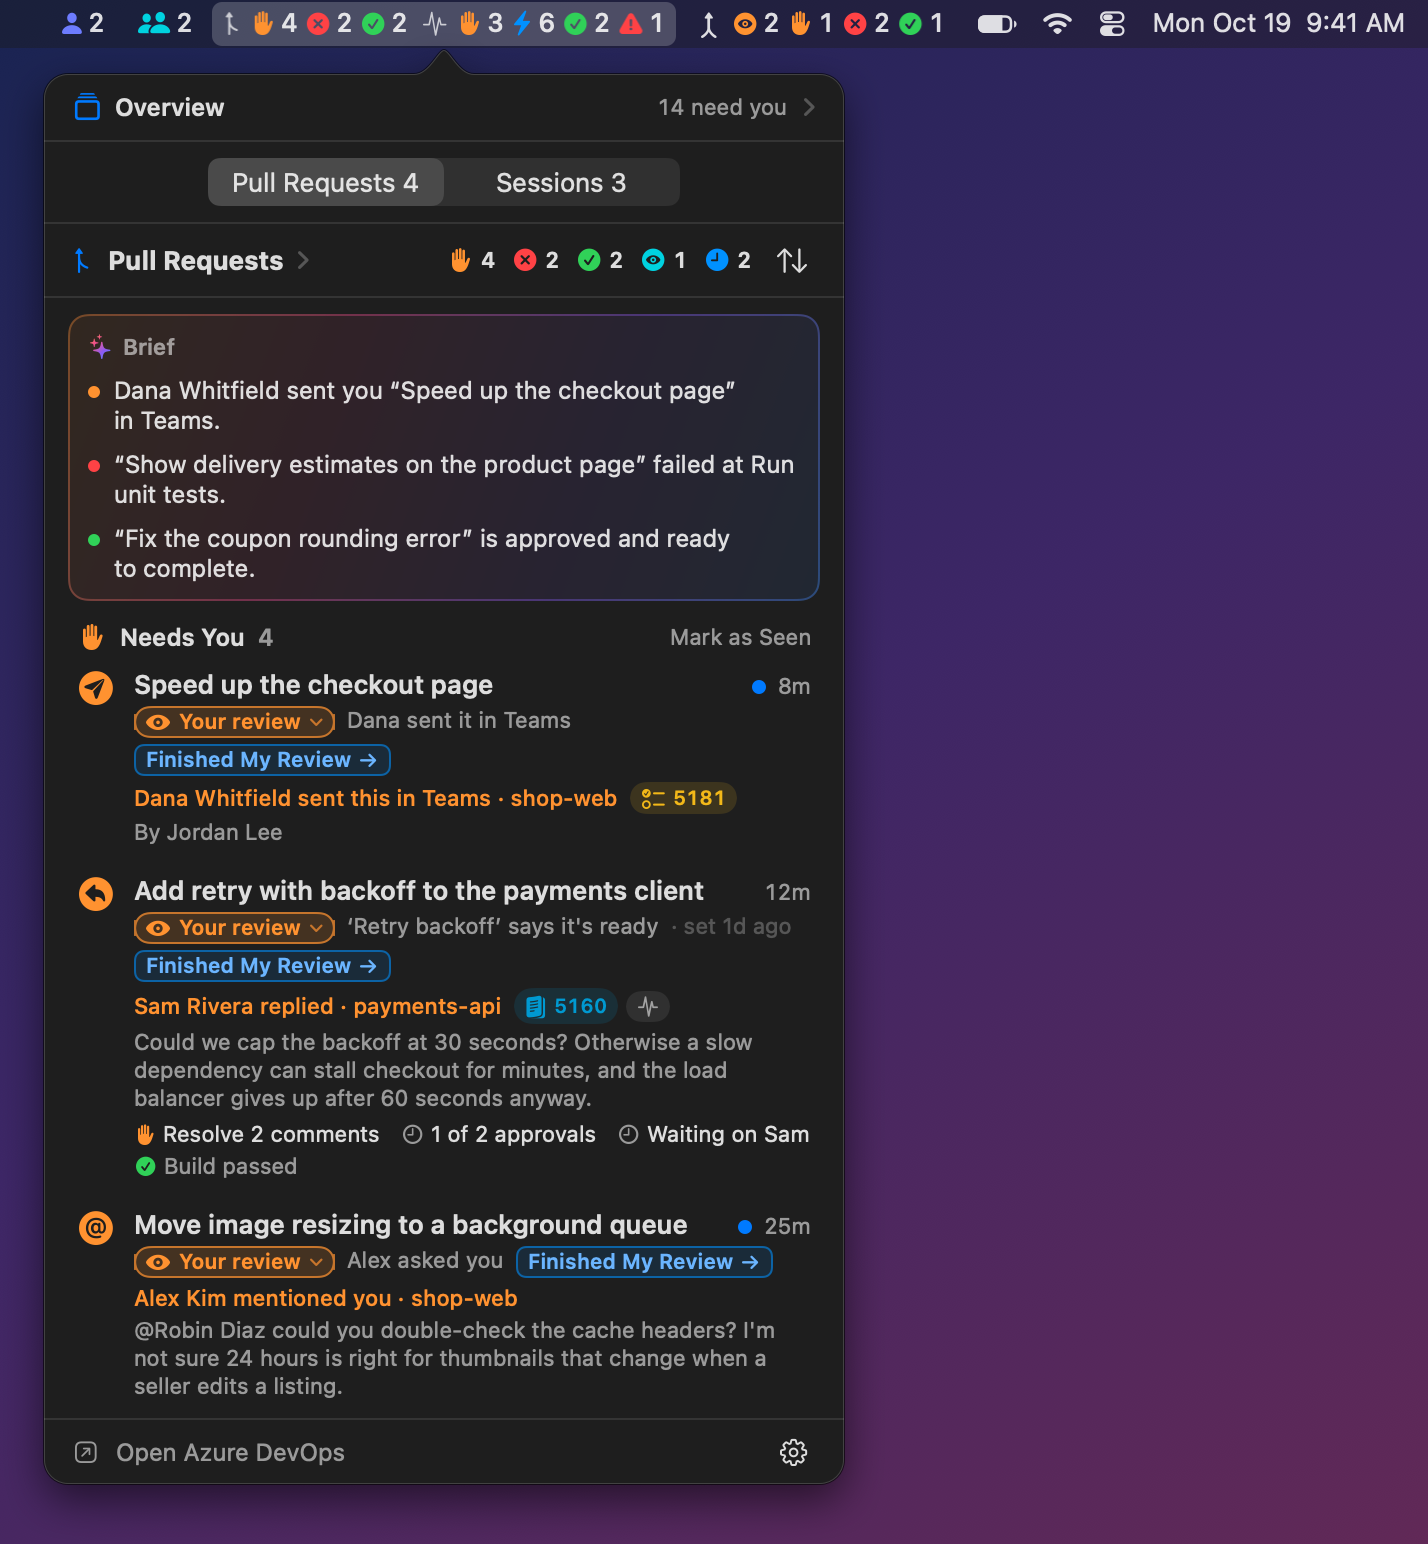 2 2 4 2 2 3 6 2 1 2 1 2 1 Mon Oct 19 9:41 AM
Overview 14 need you
Pull Requests 4 Sessions 3
Pull Requests 4 2 2 1 2
Brief
Dana Whitfield sent you “Speed up the checkout page”
in Teams.
“Show delivery estimates on the product page” failed at Run
unit tests.
“Fix the coupon rounding error” is approved and ready
to complete.
Needs You 4 Mark as Seen
Speed up the checkout page 8m
Your review Dana sent it in Teams
Finished My Review →
Dana Whitfield sent this in Teams · shop-web 5181
By Jordan Lee
Add retry with backoff to the payments client 12m
Your review ‘Retry backoff’ says it's ready · set 1d ago
Finished My Review →
Sam Rivera replied · payments-api 5160
Could we cap the backoff at 30 seconds? Otherwise a slow
dependency can stall checkout for minutes, and the load
balancer gives up after 60 seconds anyway.
Resolve 2 comments 1 of 2 approvals Waiting on Sam
Build passed
@ Move image resizing to a background queue 25m
Your review Alex asked you Finished My Review →
Alex Kim mentioned you · shop-web
@Robin Diaz could you double-check the cache headers? I'm
not sure 24 hours is right for thumbnails that change when a
seller edits a listing.
Open Azure DevOps